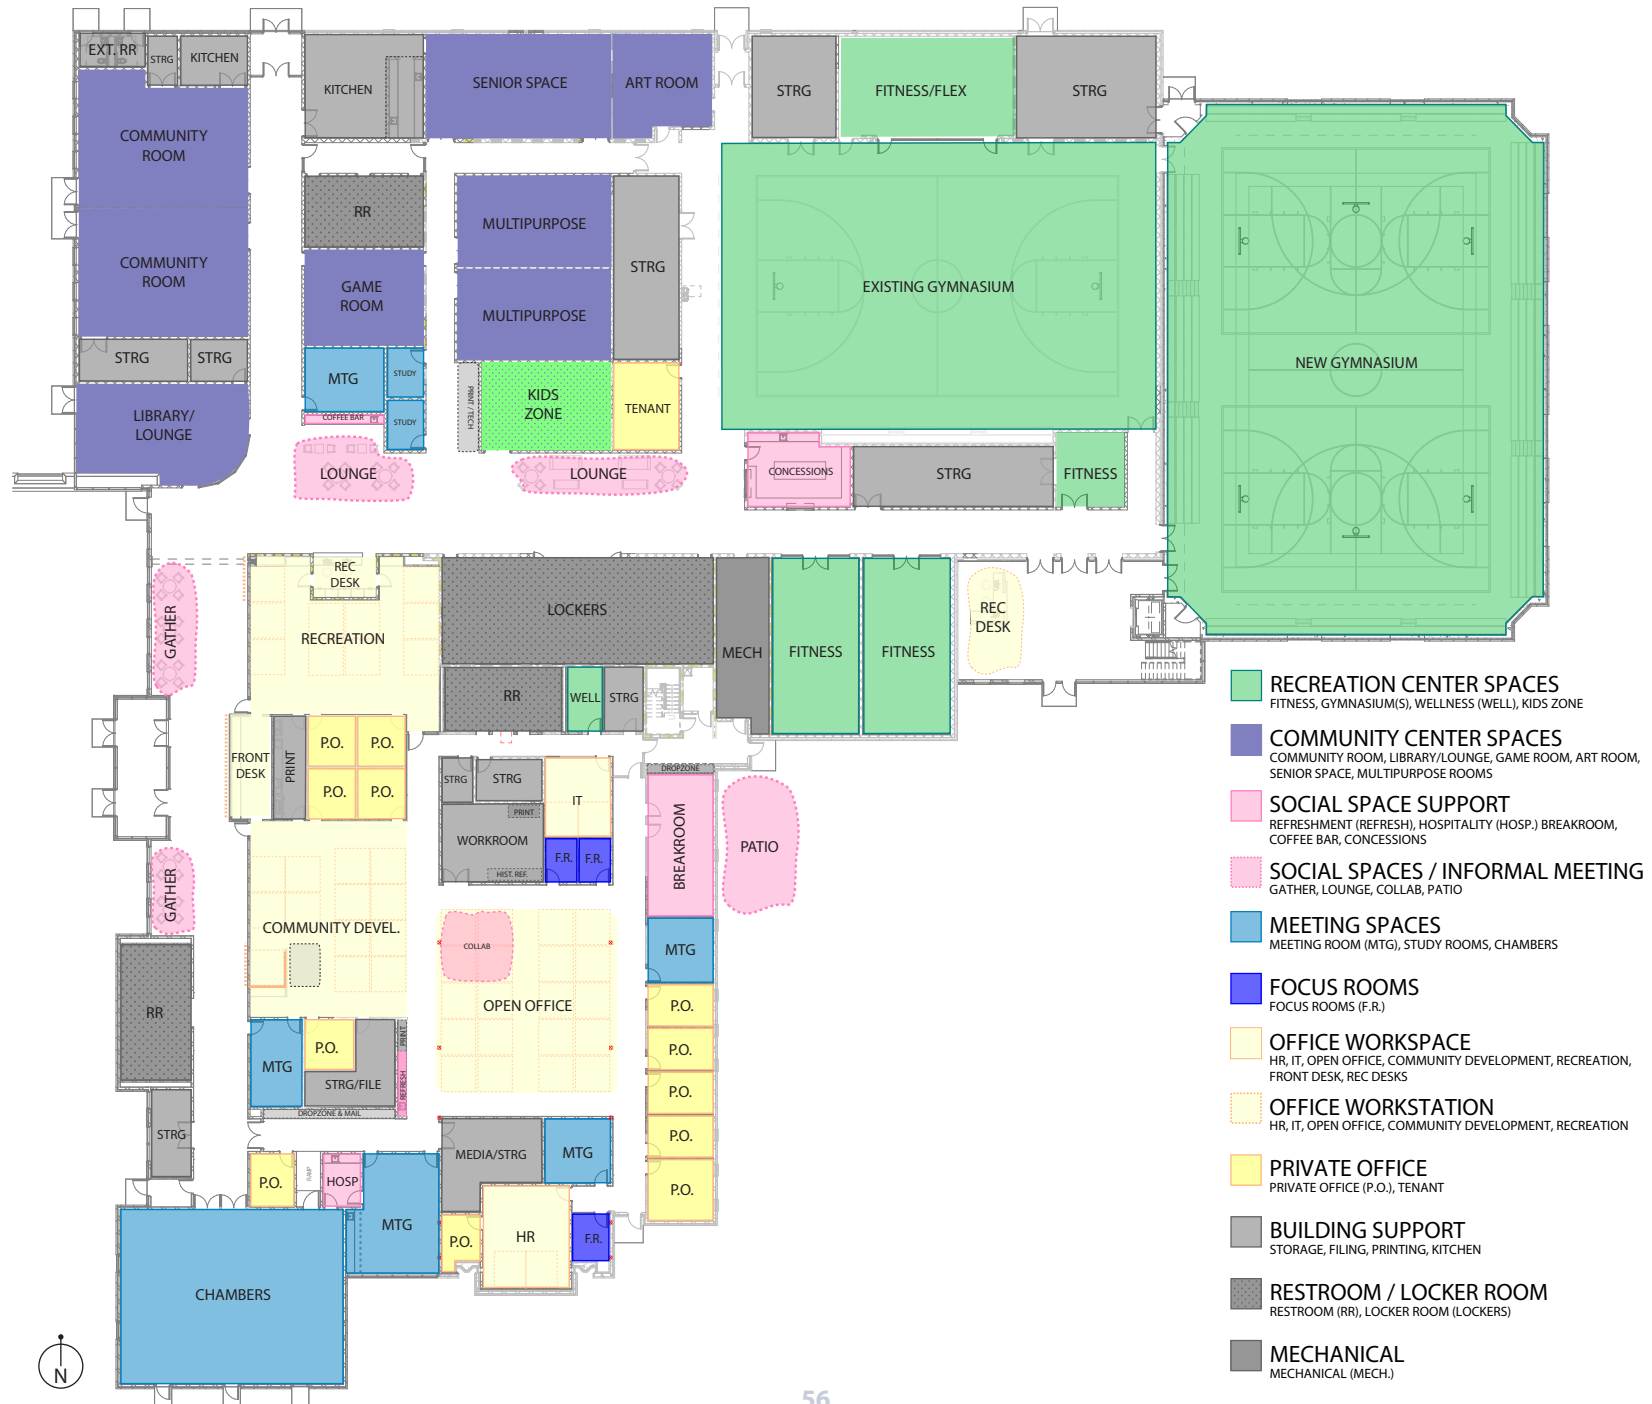 EXT. RR
STRG
KITCHEN
KITCHEN
SENIOR SPACE
ART ROOM
STRG
FITNESS/FLEX
STRG
COMMUNITY
ROOM
RR
MULTIPURPOSE
COMMUNITY
ROOM
GAME
ROOM
STRG
EXISTING GYMNASIUM
MULTIPURPOSE
STRG
STRG
MTG
STUDY
STUDY
COFFEE BAR
PRINT / TECH
KIDS
ZONE
TENANT
NEW GYMNASIUM
LIBRARY/
LOUNGE
LOUNGE
LOUNGE
CONCESSIONS
STRG
FITNESS
REC
DESK
RECREATION
LOCKERS
GATHER
MECH
FITNESS
FITNESS
REC
DESK
RR
WELL
STRG
FRONT
DESK
PRINT
P.O.
P.O.
P.O.
P.O.
STRG
STRG
IT
DROPZONE
PRINT
WORKROOM
HIST. REF.
F.R.
F.R.
BREAKROOM
PATIO
GATHER
COMMUNITY DEVEL.
COLLAB
OPEN OFFICE
MTG
P.O.
P.O.
P.O.
P.O.
P.O.
RR
MTG
P.O.
STRG/FILE
PRINT
REFRESH
DROPZONE & MAIL
STRG
MEDIA/STRG
MTG
P.O.
RAMP
HOSP
MTG
P.O.
HR
F.R.
CHAMBERS
N
RECREATION CENTER SPACES
FITNESS, GYMNASIUM(S), WELLNESS (WELL), KIDS ZONE
COMMUNITY CENTER SPACES
COMMUNITY ROOM, LIBRARY/LOUNGE, GAME ROOM, ART ROOM,
SENIOR SPACE, MULTIPURPOSE ROOMS
SOCIAL SPACE SUPPORT
REFRESHMENT (REFRESH), HOSPITALITY (HOSP.) BREAKROOM,
COFFEE BAR, CONCESSIONS
SOCIAL SPACES / INFORMAL MEETING
GATHER, LOUNGE, COLLAB, PATIO
MEETING SPACES
MEETING ROOM (MTG), STUDY ROOMS, CHAMBERS
FOCUS ROOMS
FOCUS ROOMS (F.R.)
OFFICE WORKSPACE
HR, IT, OPEN OFFICE, COMMUNITY DEVELOPMENT, RECREATION,
FRONT DESK, REC DESKS
OFFICE WORKSTATION
HR, IT, OPEN OFFICE, COMMUNITY DEVELOPMENT, RECREATION
PRIVATE OFFICE
PRIVATE OFFICE (P.O.), TENANT
BUILDING SUPPORT
STORAGE, FILING, PRINTING, KITCHEN
RESTROOM / LOCKER ROOM
RESTROOM (RR), LOCKER ROOM (LOCKERS)
MECHANICAL
MECHANICAL (MECH.)
56